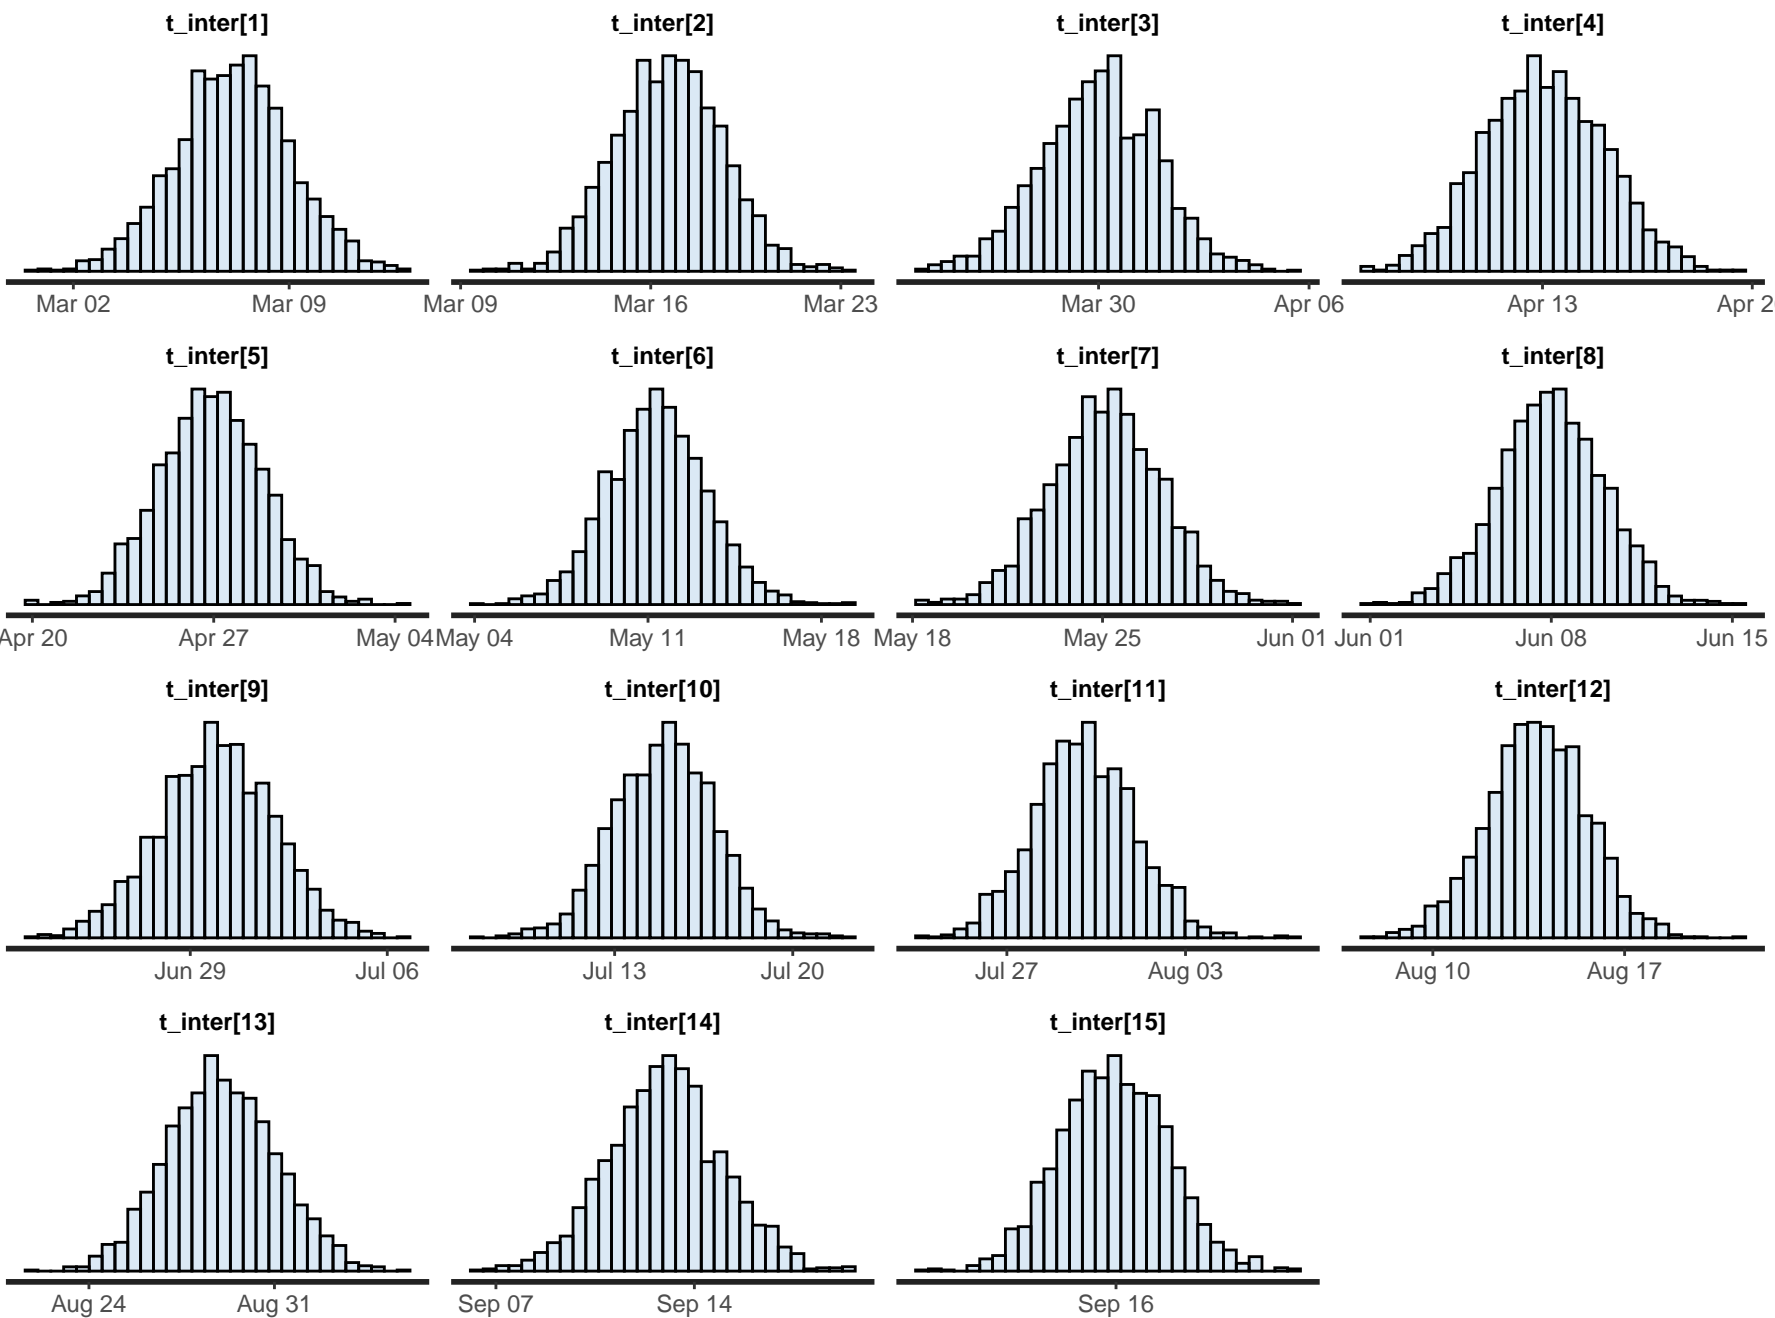 t_inter[1] t_inter[2] t_inter[3] t_inter[4]
Mar 02 Mar 09 Mar 09 Mar 16 Mar 23 Mar 30 Apr 06 Apr 13 Apr 2
t_inter[5] t_inter[6] t_inter[7] t_inter[8]
Apr 20 Apr 27 May 04 May 04 May 11 May 18 May 18 May 25 Jun 01 Jun 01 Jun 08 Jun 15
t_inter[9] t_inter[10] t_inter[11] t_inter[12]
Jun 29 Jul 06 Jul 13 Jul 20 Jul 27 Aug 03 Aug 10 Aug 17
t_inter[13] t_inter[14] t_inter[15]
Aug 24 Aug 31 Sep 07 Sep 14 Sep 16